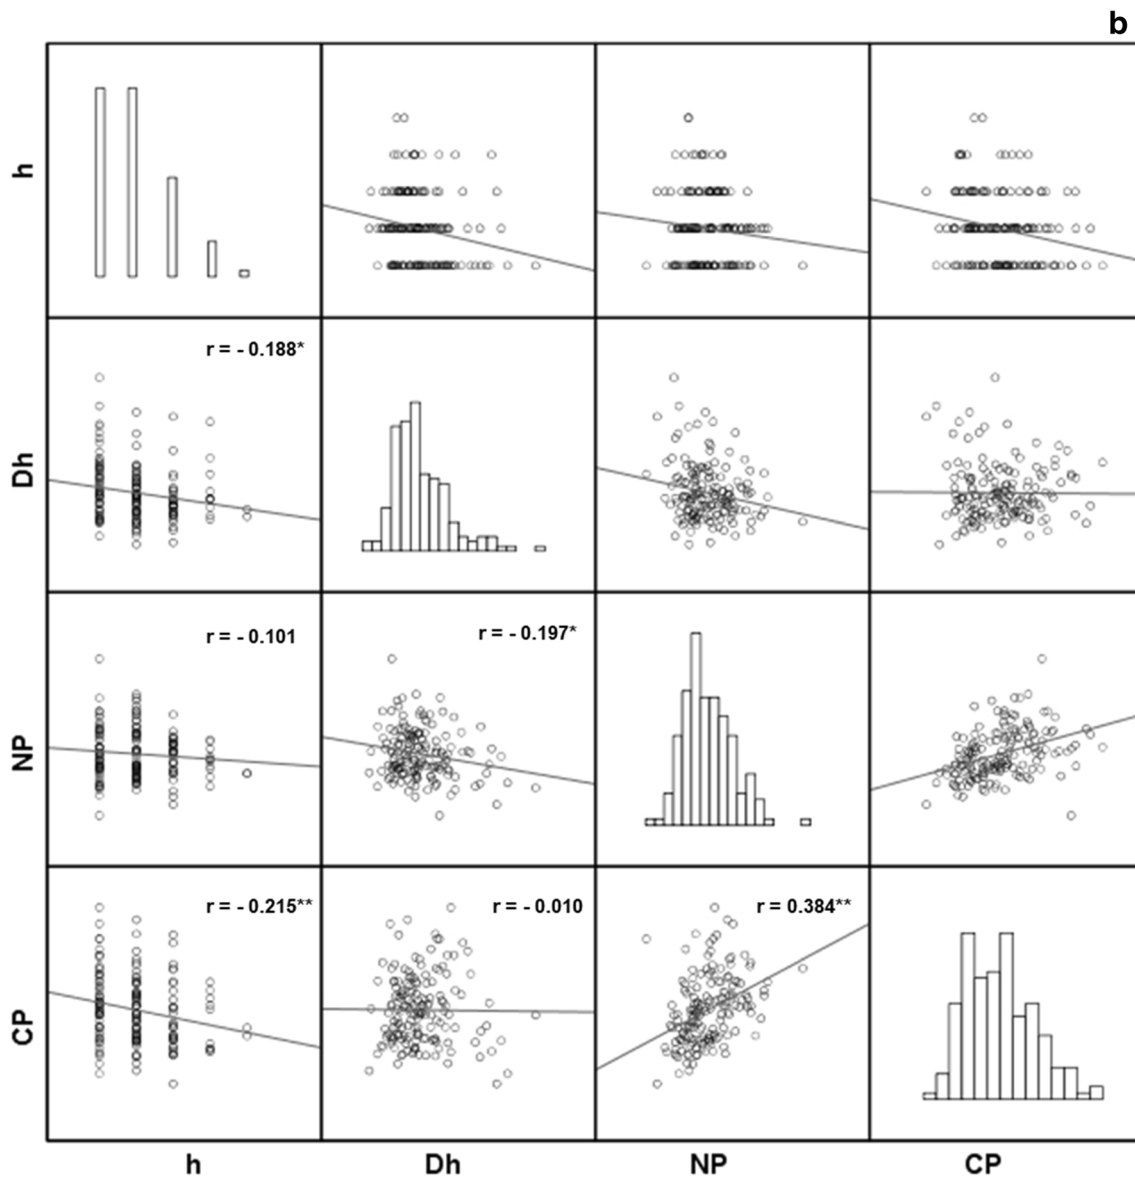 b
h
r = - 0.188*
Dh
r = - 0.101
r = - 0.197*
NP
r = - 0.215**
r = - 0.010
r = 0.384**
CP
h
Dh
NP
CP